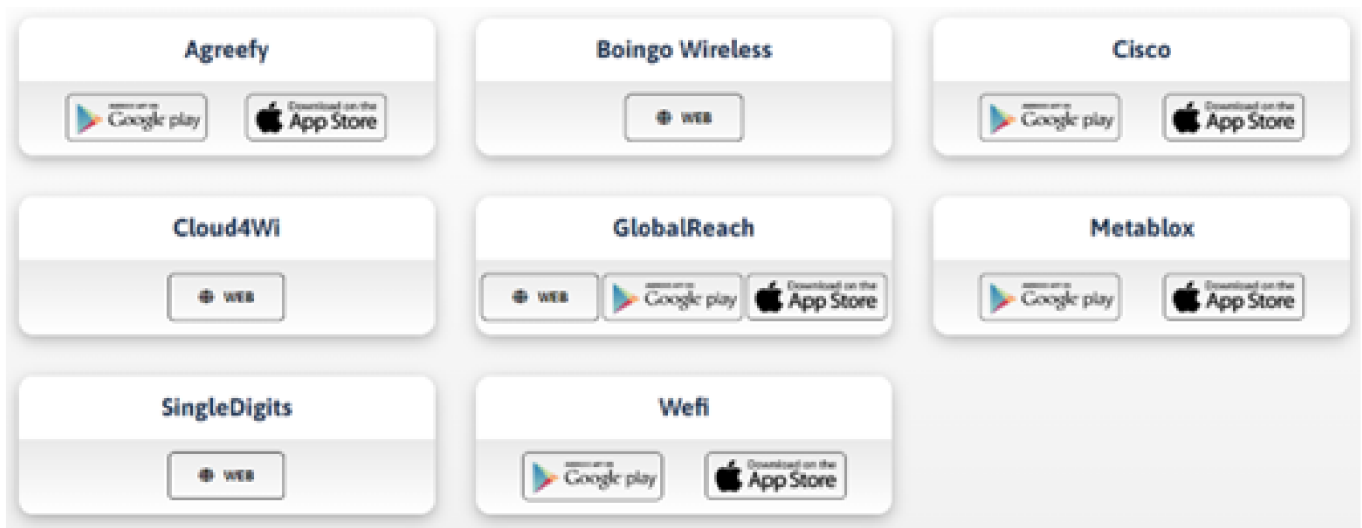 Agreefy
Google play
Download on the
App Store
Boingo Wireless
WEB
Cisco
Google play
Download on the
App Store
Cloud4Wi
WEB
GlobalReach
WEB
Google play
Download on the
App Store
Metablox
Google play
Download on the
App Store
SingleDigits
WEB
Wefi
Google play
Download on the
App Store